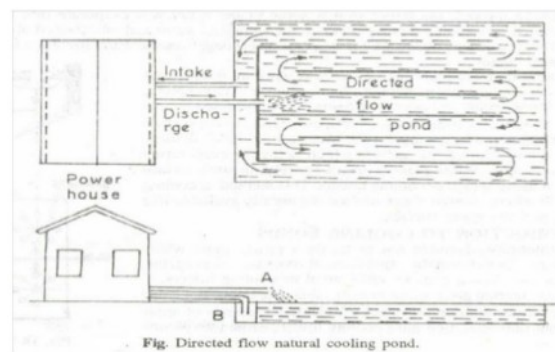 Intake
Discha-
rge
Directed
flow
pond
Power
house
A
B
Fig. Directed flow natural cooling pond.